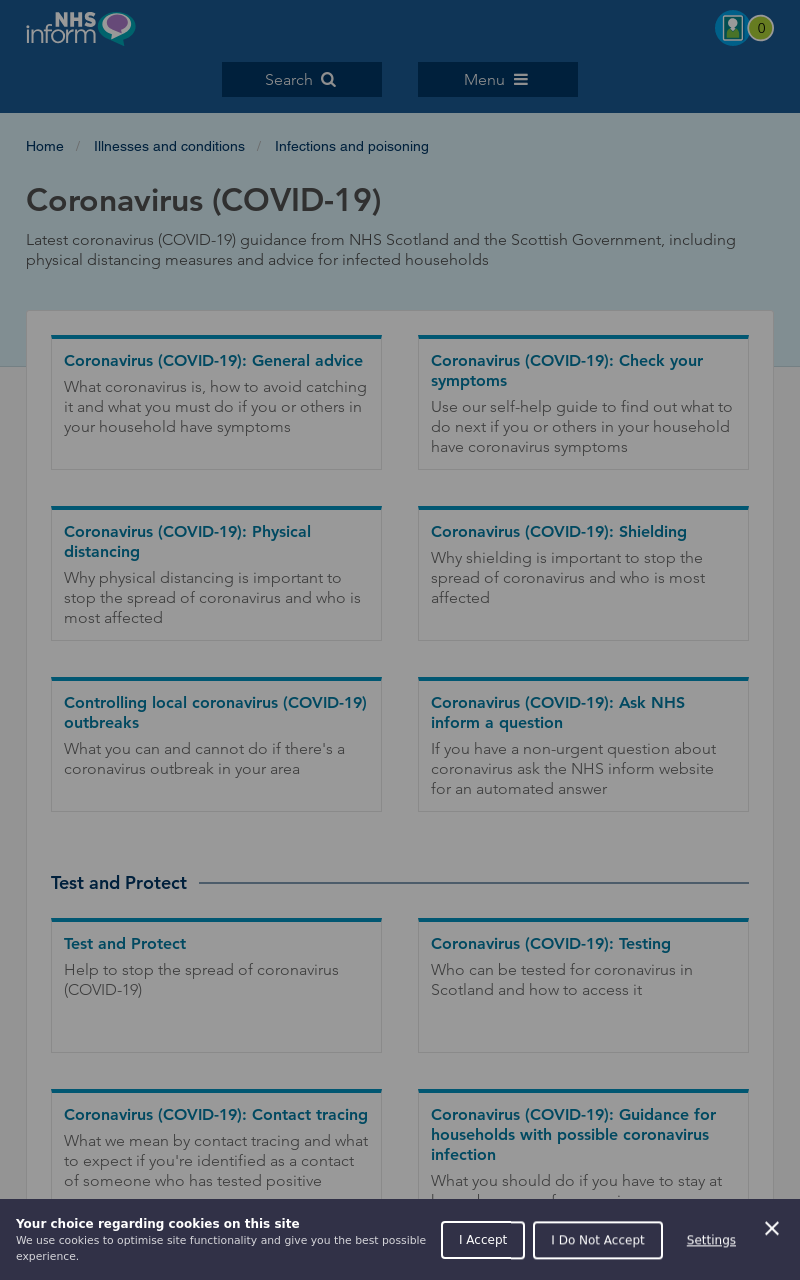 NHS
inform
0
Search
Menu
Home / Illnesses and conditions / Infections and poisoning
Coronavirus (COVID-19)
Latest coronavirus (COVID-19) guidance from NHS Scotland and the Scottish Government, including
physical distancing measures and advice for infected households
Coronavirus (COVID-19): General advice
What coronavirus is, how to avoid catching
it and what you must do if you or others in
your household have symptoms
Coronavirus (COVID-19): Check your
symptoms
Use our self-help guide to find out what to
do next if you or others in your household
have coronavirus symptoms
Coronavirus (COVID-19): Physical
distancing
Why physical distancing is important to
stop the spread of coronavirus and who is
most affected
Coronavirus (COVID-19): Shielding
Why shielding is important to stop the
spread of coronavirus and who is most
affected
Controlling local coronavirus (COVID-19)
outbreaks
What you can and cannot do if there's a
coronavirus outbreak in your area
Coronavirus (COVID-19): Ask NHS
inform a question
If you have a non-urgent question about
coronavirus ask the NHS inform website
for an automated answer
Test and Protect
Test and Protect
Help to stop the spread of coronavirus
(COVID-19)
Coronavirus (COVID-19): Testing
Who can be tested for coronavirus in
Scotland and how to access it
Coronavirus (COVID-19): Contact tracing
What we mean by contact tracing and what
to expect if you're identified as a contact
of someone who has tested positive
Coronavirus (COVID-19): Guidance for
households with possible coronavirus
infection
What you should do if you have to stay at
Your choice regarding cookies on this site
We use cookies to optimise site functionality and give you the best possible
experience.
I Accept
I Do Not Accept
Settings